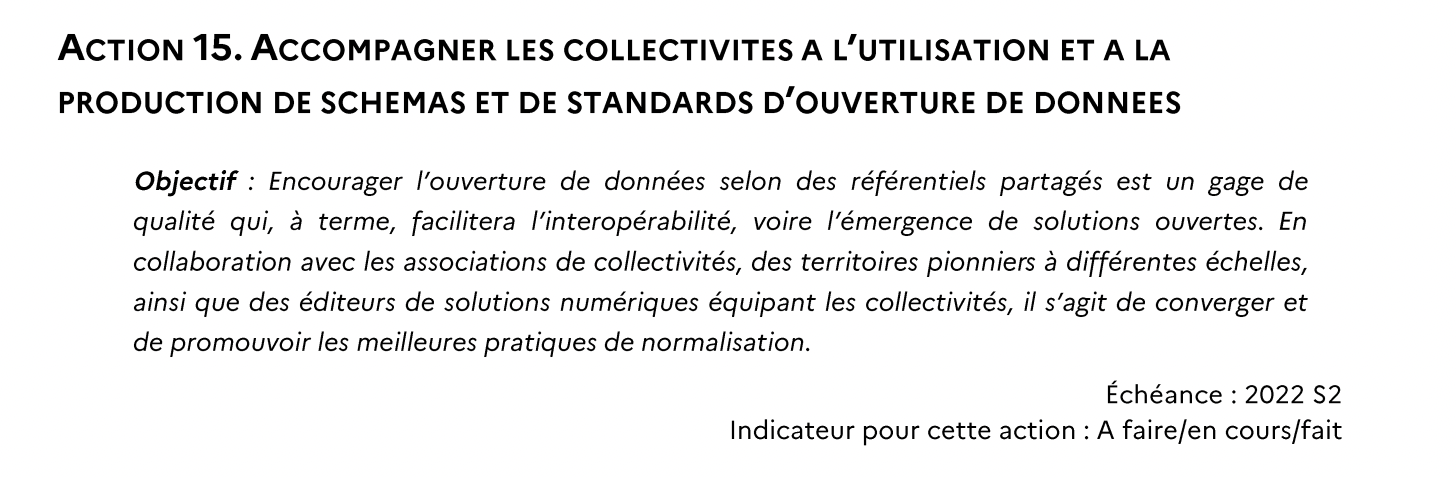 ACTION 15. ACCOMPAGNER LES COLLECTIVITES A L’UTILISATION ET A LA
PRODUCTION DE SCHEMAS ET DE STANDARDS D’OUVERTURE DE DONNEES
Objectif : Encourager l’ouverture de données selon des référentiels partagés est un gage de
qualité qui, à terme, facilitera l’interopérabilité, voire l’émergence de solutions ouvertes. En
collaboration avec les associations de collectivités, des territoires pionniers à différentes échelles,
ainsi que des éditeurs de solutions numériques équipant les collectivités, il s’agit de converger et
de promouvoir les meilleures pratiques de normalisation.
Échéance : 2022 S2
Indicateur pour cette action : A faire/en cours/fait